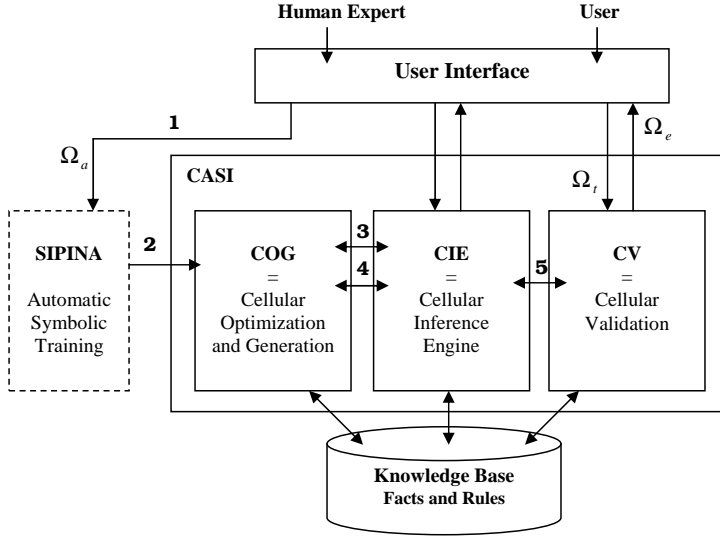 Human Expert
User
User Interface
1
Ωa
Ωe
CASI
Ωt
SIPINA
Automatic
Symbolic
Training
2
COG
=
Cellular
Optimization
and Generation
3
4
CIE
=
Cellular
Inference
Engine
5
CV
=
Cellular
Validation
Knowledge Base
Facts and Rules